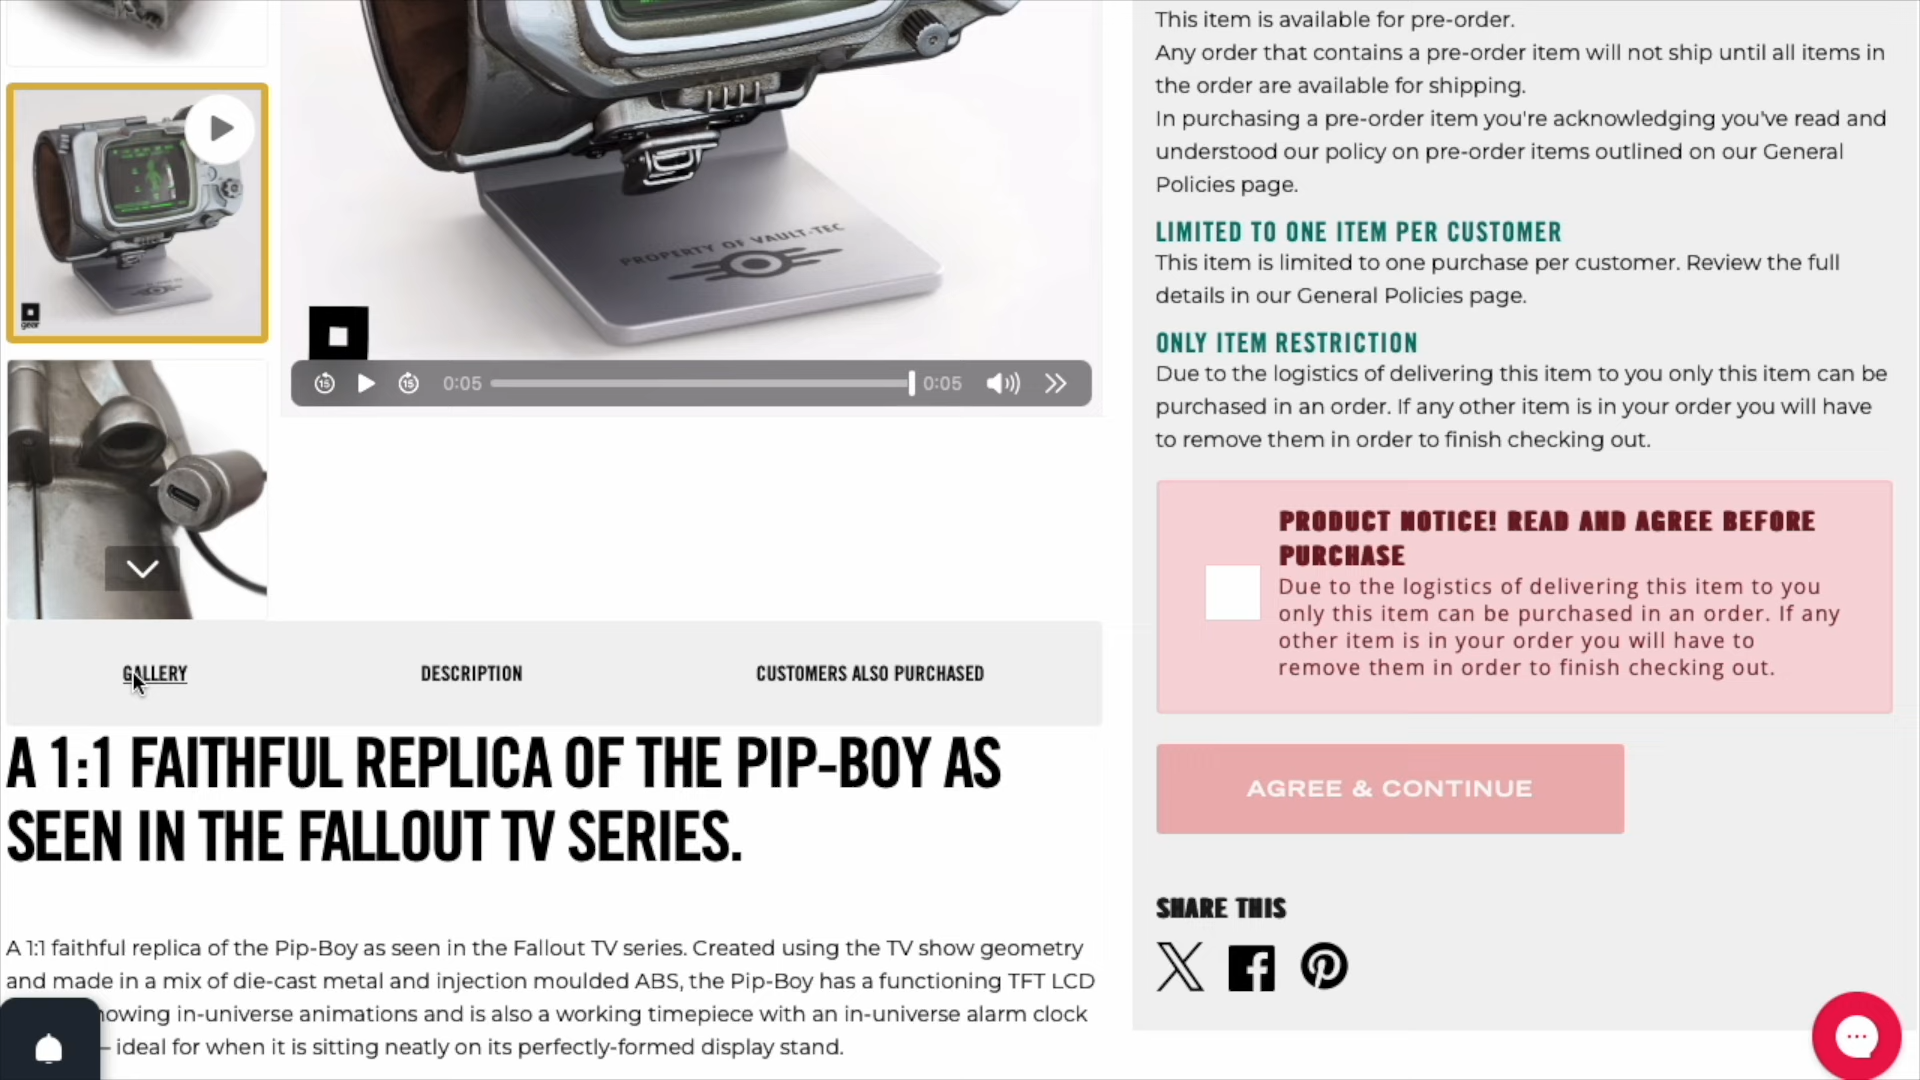 gear
PROPERTY OF VAULT-TEC
15
15
0:05
0:05
GALLERY
DESCRIPTION
CUSTOMERS ALSO PURCHASED
A 1:1 FAITHFUL REPLICA OF THE PIP-BOY AS
SEEN IN THE FALLOUT TV SERIES.
A 1:1 faithful replica of the Pip-Boy as seen in the Fallout TV series. Created using the TV show geometry
and made in a mix of die-cast metal and injection moulded ABS, the Pip-Boy has a functioning TFT LCD
owing in-universe animations and is also a working timepiece with an in-universe alarm clock
– ideal for when it is sitting neatly on its perfectly-formed display stand.
This item is available for pre-order.
Any order that contains a pre-order item will not ship until all items in
the order are available for shipping.
In purchasing a pre-order item you're acknowledging you've read and
understood our policy on pre-order items outlined on our General
Policies page.
LIMITED TO ONE ITEM PER CUSTOMER
This item is limited to one purchase per customer. Review the full
details in our General Policies page.
ONLY ITEM RESTRICTION
Due to the logistics of delivering this item to you only this item can be
purchased in an order. If any other item is in your order you will have
to remove them in order to finish checking out.
PRODUCT NOTICE! READ AND AGREE BEFORE
PURCHASE
Due to the logistics of delivering this item to you
only this item can be purchased in an order. If any
other item is in your order you will have to
remove them in order to finish checking out.
AGREE & CONTINUE
SHARE THIS